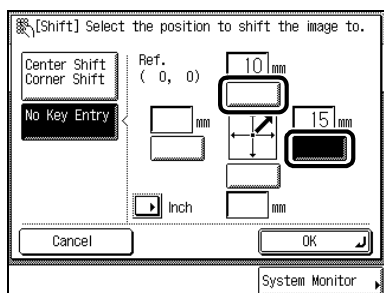 [Shift] Select the position to shift the image to.
Center Shift
Corner Shift
Ref.
( 0, 0)
10 mm
No Key Entry
mm
15 mm
Inch
mm
Cancel
OK
System Monitor